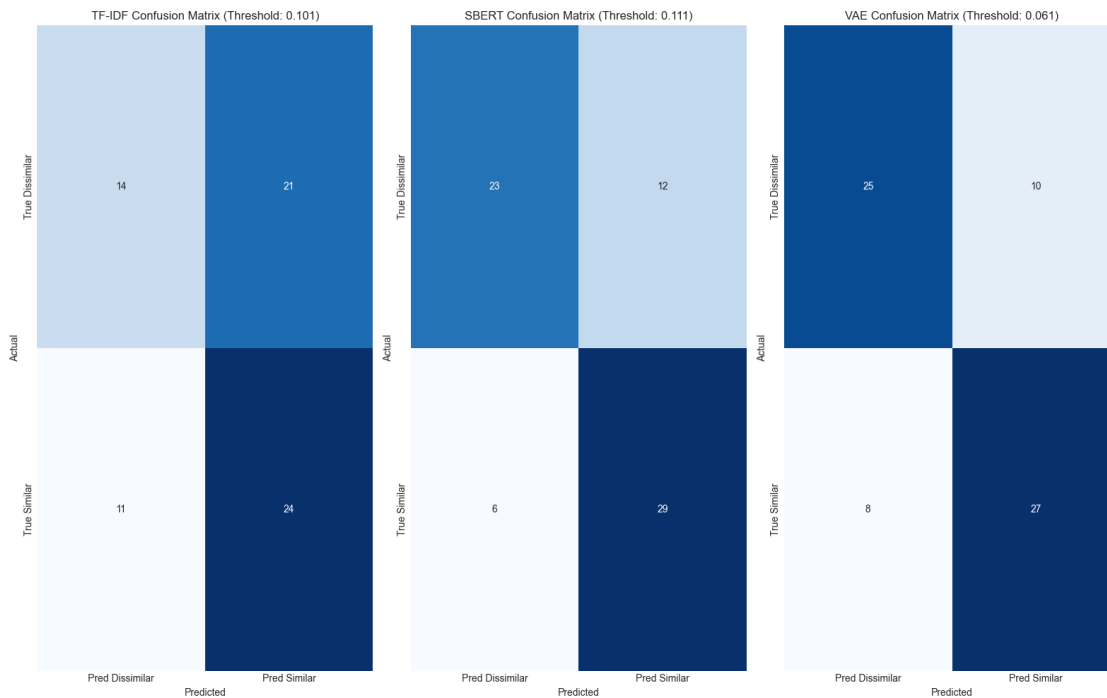 TF-IDF Confusion Matrix (Threshold: 0.101)
True Dissimilar
14
21
Actual
True Similar
11
24
Pred Dissimilar
Pred Similar
Predicted
SBERT Confusion Matrix (Threshold: 0.111)
True Dissimilar
23
12
Actual
True Similar
6
29
Pred Dissimilar
Pred Similar
Predicted
VAE Confusion Matrix (Threshold: 0.061)
True Dissimilar
25
10
Actual
True Similar
8
27
Pred Dissimilar
Pred Similar
Predicted